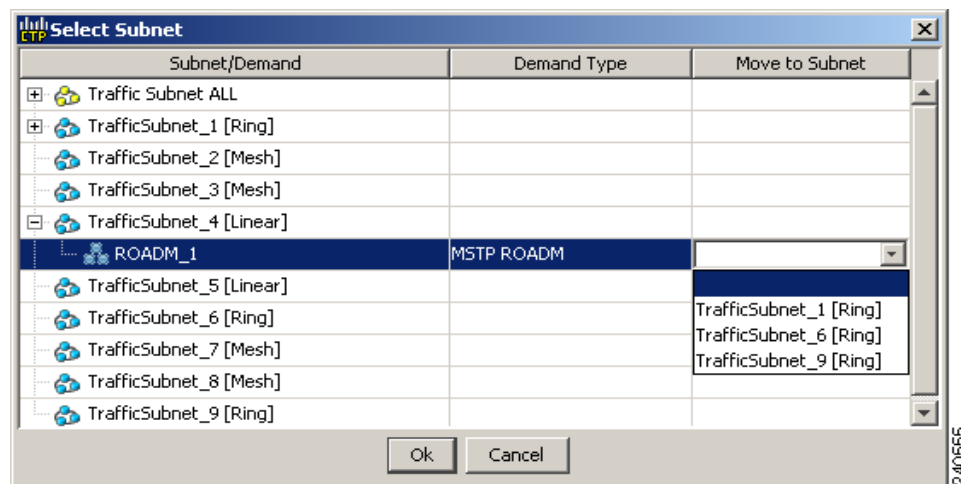 CTP Select Subnet
Subnet/Demand Demand Type Move to Subnet
Traffic Subnet ALL
TrafficSubnet_1 [Ring]
TrafficSubnet_2 [Mesh]
TrafficSubnet_3 [Mesh]
TrafficSubnet_4 [Linear]
ROADM_1 MSTP ROADM
TrafficSubnet_5 [Linear]
TrafficSubnet_6 [Ring]
TrafficSubnet_7 [Mesh]
TrafficSubnet_8 [Mesh]
TrafficSubnet_9 [Ring]
TrafficSubnet_1 [Ring]
TrafficSubnet_6 [Ring]
TrafficSubnet_9 [Ring]
Ok Cancel